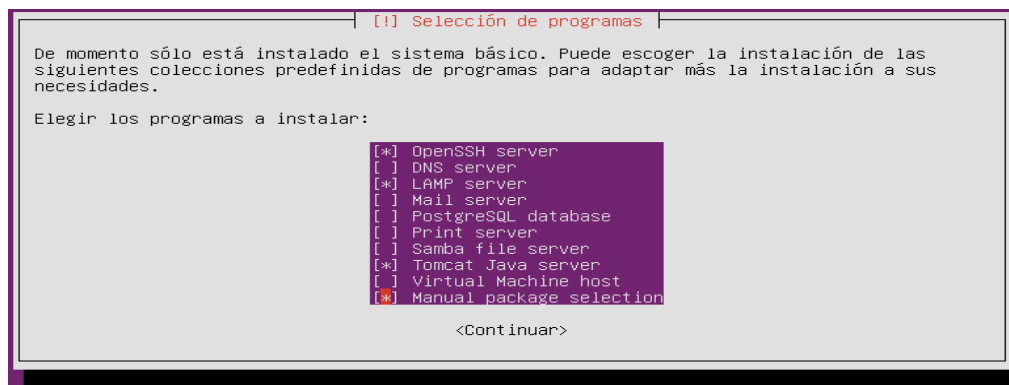 [!] Selección de programas
De momento sólo está instalado el sistema básico. Puede escoger la instalación de las
siguientes colecciones predefinidas de programas para adaptar más la instalación a sus
necesidades.
Elegir los programas a instalar:
[*] OpenSSH server
[ ] DNS server
[*] LAMP server
[ ] Mail server
[ ] PostgreSQL database
[ ] Print server
[ ] Samba file server
[*] Tomcat Java server
[ ] Virtual Machine host
[*] Manual package selection
<Continuar>